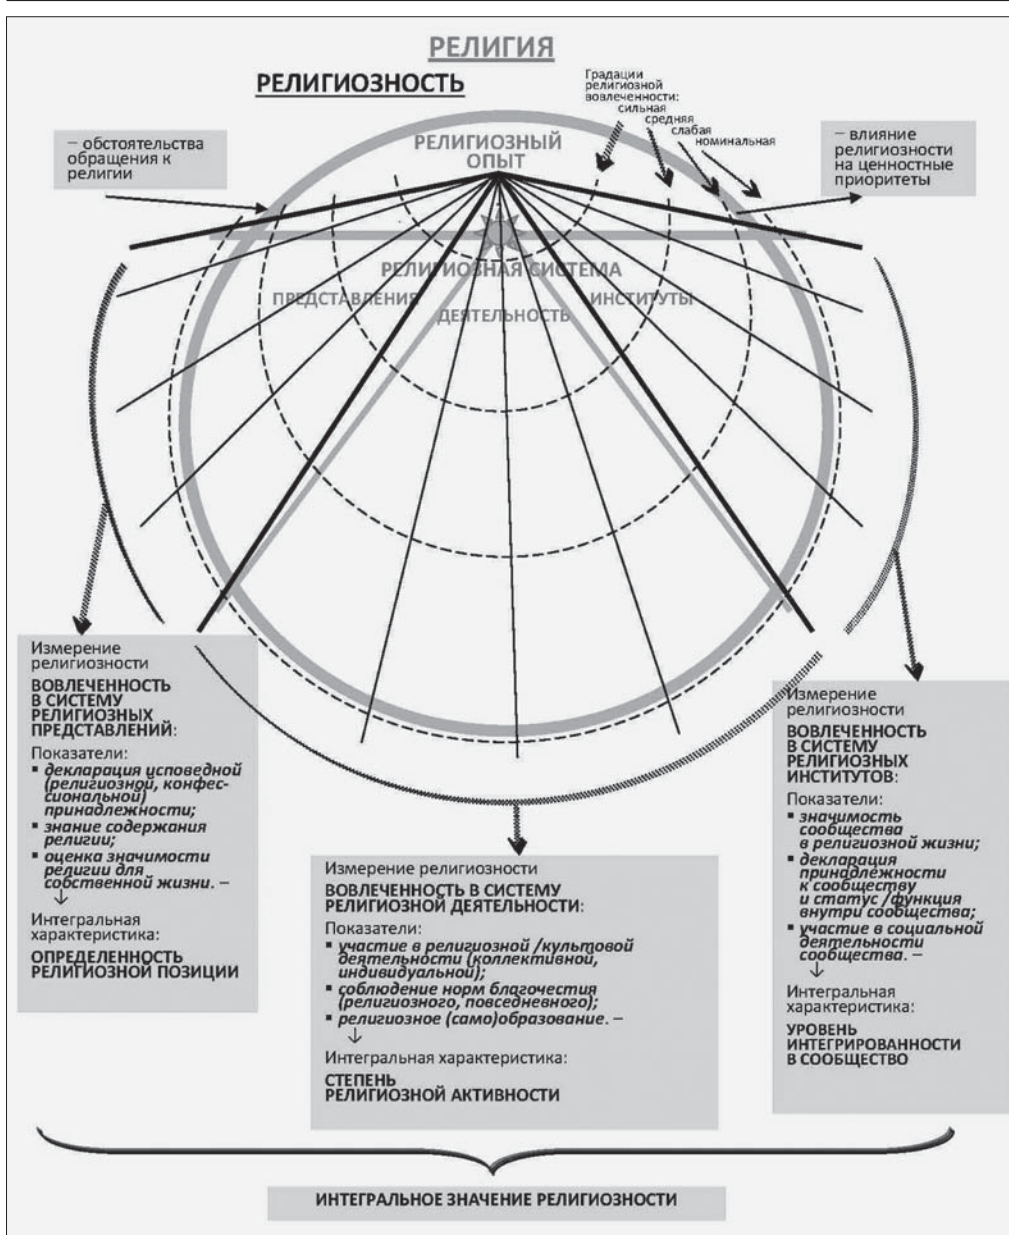 РЕЛИГИЯ
РЕЛИГИОЗНОСТЬ
Градации
религиозной
вовлеченности:
сильная
средняя
слабая
номинальная
– обстоятельства
обращения к
религии
РЕЛИГИОЗНЫЙ
ОПЫТ
– влияние
религиозности
на ценностные
приоритеты
РЕЛИГИОЗНАЯ СИСТЕМА
ПРЕДСТАВЛЕНИЯ
ДЕЯТЕЛЬНОСТЬ
ИНСТИТУТЫ
Измерение
религиозности
ВОВЛЕЧЕННОСТЬ
В СИСТЕМУ
РЕЛИГИОЗНЫХ
ПРЕДСТАВЛЕНИЙ:
Показатели:
▪ декларация исповедной
(религиозной, конфес-
сиональной)
принадлежности;
▪ знание содержания
религии;
▪ оценка значимости
религии для
собственной жизни. –
↓
Интегральная
характеристика:
ОПРЕДЕЛЕННОСТЬ
РЕЛИГИОЗНОЙ ПОЗИЦИИ
Измерение религиозности
ВОВЛЕЧЕННОСТЬ В СИСТЕМУ
РЕЛИГИОЗНОЙ ДЕЯТЕЛЬНОСТИ:
Показатели:
▪ участие в религиозной /культовой
деятельности (коллективной,
индивидуальной);
▪ соблюдение норм благочестия
(религиозного, повседневного);
▪ религиозное (само)образование. –
↓
Интегральная характеристика:
СТЕПЕНЬ
РЕЛИГИОЗНОЙ АКТИВНОСТИ
Измерение
религиозности
ВОВЛЕЧЕННОСТЬ
В СИСТЕМУ
РЕЛИГИОЗНЫХ
ИНСТИТУТОВ:
Показатели:
▪ значимость
сообщества
в религиозной жизни;
▪ декларация
принадлежности
к сообществу
и статус /функция
внутри сообщества;
▪ участие в социальной
деятельности
сообщества. –
↓
Интегральная
характеристика:
УРОВЕНЬ
ИНТЕГРИРОВАННОСТИ
В СООБЩЕСТВО
ИНТЕГРАЛЬНОЕ ЗНАЧЕНИЕ РЕЛИГИОЗНОСТИ